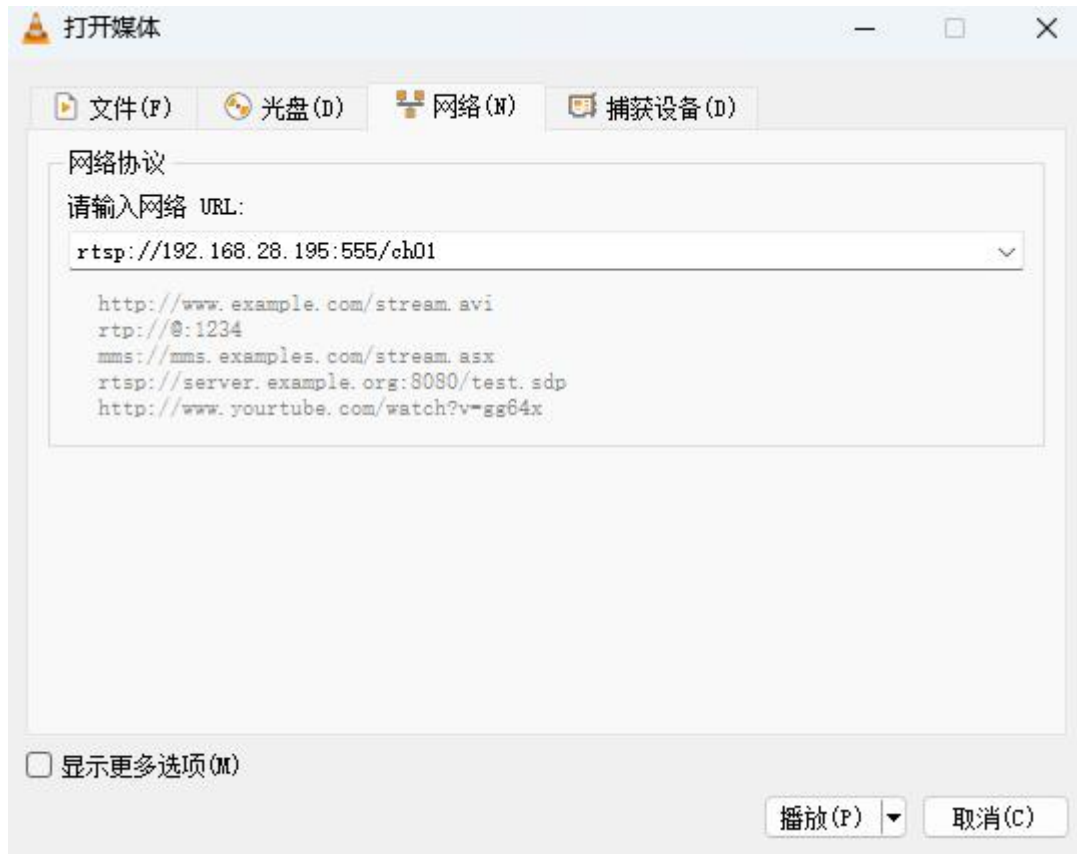 打开媒体
文件(F) 光盘(D) 网络(N) 捕获设备(D)
网络协议
请输入网络 URL:
rtsp://192.168.28.195:555/ch01
http://www.example.com/stream.avi
rtp://@:1234
mms://mms.examples.com/stream.asx
rtsp://server.example.org:8080/test.sdp
http://www.yourtube.com/watch?v=gg64x
显示更多选项(M)
播放(P) 取消(C)